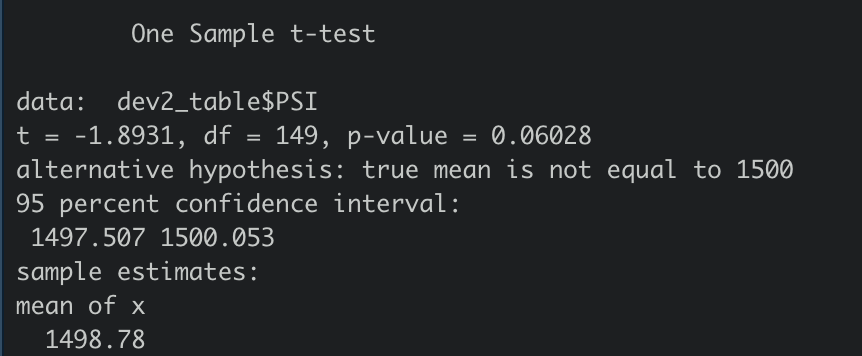 One Sample t-test
data:  dev2_table$PSI
t = -1.8931, df = 149, p-value = 0.06028
alternative hypothesis: true mean is not equal to 1500
95 percent confidence interval:
1497.507 1500.053
sample estimates:
mean of x
1498.78